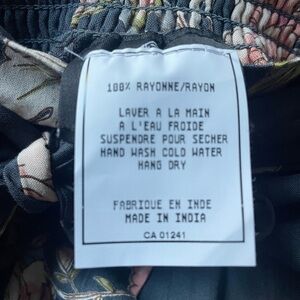 100% RAYONNE/RAYON
LAVER A LA MAIN
A L'EAU FROIDE
SUSPENDRE POUR SECHER
HAND WASH COLD WATER
HANG DRY
FABRIQUE EN INDE
MADE IN INDIA
CA 01241